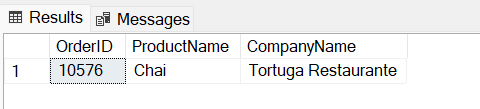 Results Messages
OrderID ProductName CompanyName
1 10576 Chai Tortuga Restaurante